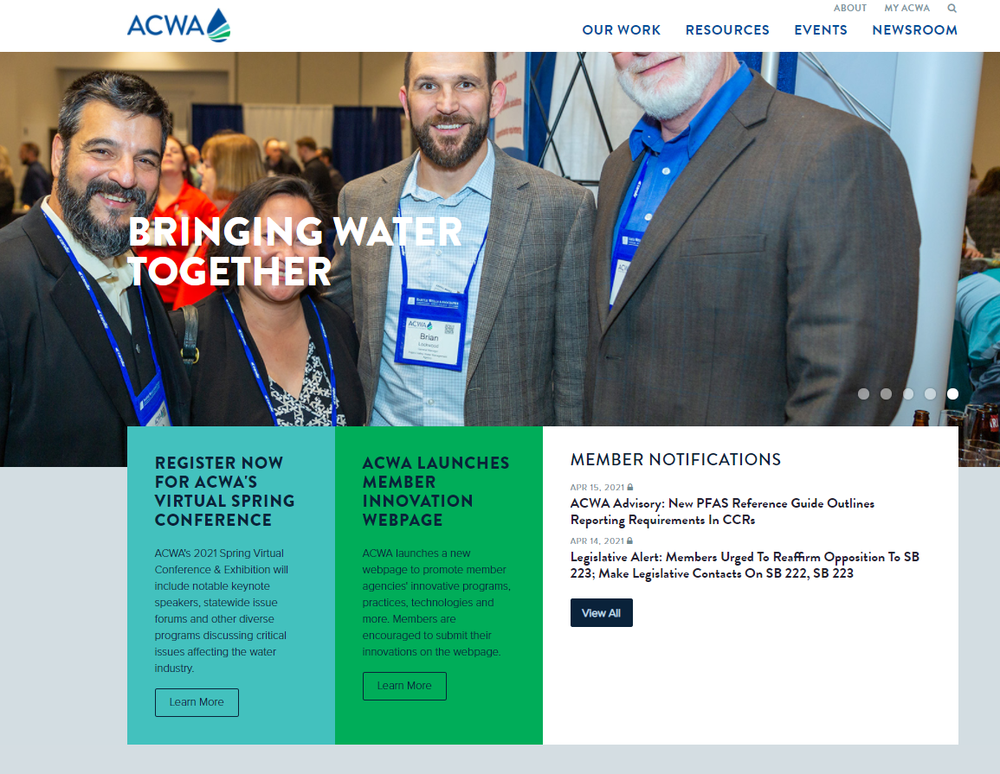 ABOUT
MY ACWA
ACWA
OUR WORK
RESOURCES
EVENTS
NEWSROOM
BRINGING WATER
TOGETHER
ACWA
Brian
Lockwood
REGISTER NOW
FOR ACWA'S
VIRTUAL SPRING
CONFERENCE
ACWA's 2021 Spring Virtual
Conference & Exhibition will
include notable keynote
speakers, statewide issue
forums and other diverse
programs discussing critical
issues affecting the water
industry.
Learn More
ACWA LAUNCHES
MEMBER
INNOVATION
WEBPAGE
ACWA launches a new
webpage to promote member
agencies' innovative programs,
practices, technologies and
more. Members are
encouraged to submit their
innovations on the webpage.
Learn More
MEMBER NOTIFICATIONS
APR 15, 2021
ACWA Advisory: New PFAS Reference Guide Outlines
Reporting Requirements In CCRs
APR 14, 2021
Legislative Alert: Members Urged To Reaffirm Opposition To SB
223; Make Legislative Contacts On SB 222, SB 223
View All